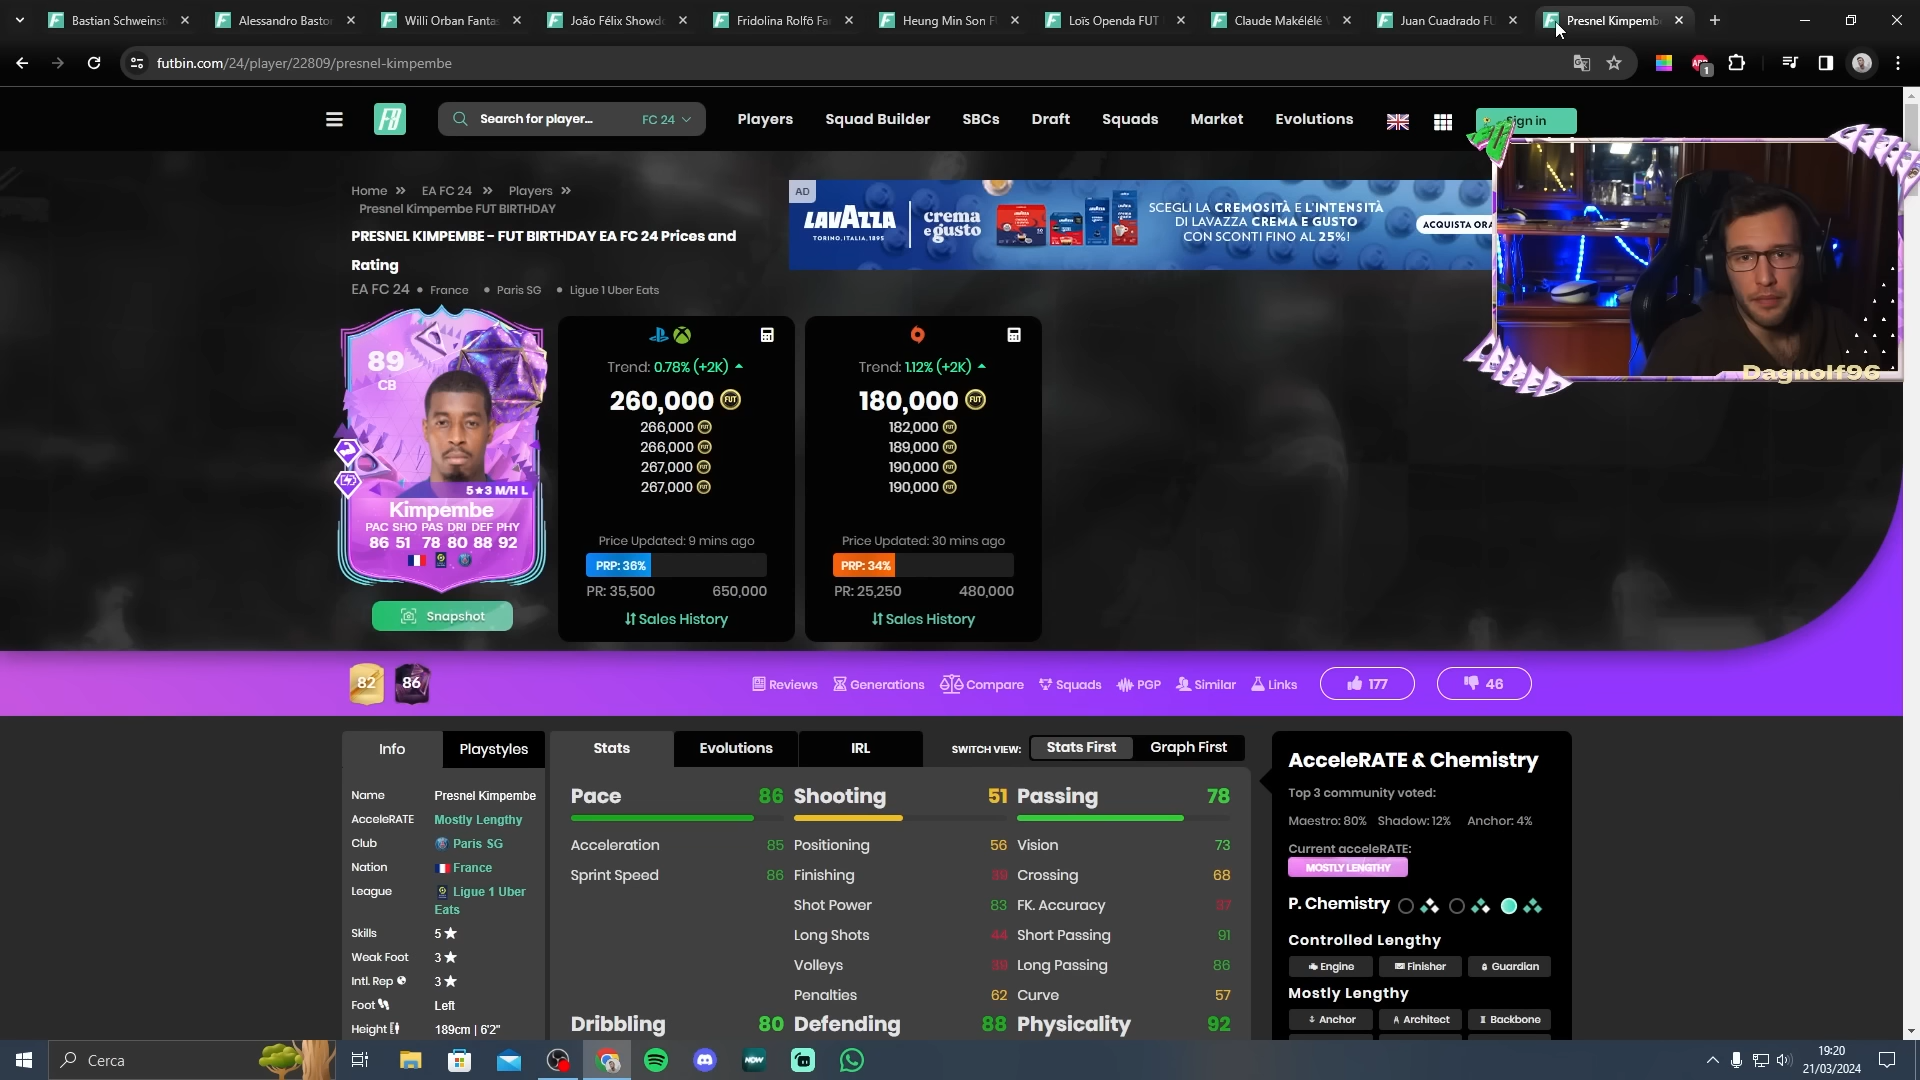 Bastian Schweinst
Alessandro Bastor
Willi Orban Fanta
João Félix Showd
Fridolina Rolfö Fa
Heung Min Son F
Loïs Openda FUT
Claude Makélélé
Juan Cuadrado FU
Presnel Kimpemb
futbin.com/24/player/22809/presnel-kimpembe
Search for player...
FC 24
Players
Squad Builder
SBCs
Draft
Squads
Market
Evolutions
Sign in
Home » EA FC 24 » Players »
Presnel Kimpembe FUT BIRTHDAY
PRESNEL KIMPEMBE - FUT BIRTHDAY EA FC 24 Prices and
Rating
EA FC 24 • France • Paris SG • Ligue 1 Uber Eats
AD
LAVAZZA
TORINO, ITALIA, 1895
crema
e gusto
SCEGLI LA CREMOSITÀ E L'INTENSITÀ
DI LAVAZZA CREMA E GUSTO
CON SCONTI FINO AL 25%!
ACQUISTA ORA
Dagnolf96
89
CB
5★3 M/H L
Kimpembe
PAC SHO PAS DRI DEF PHY
86 51 78 80 88 92
Snapshot
Trend: 0.78% (+2K)
260,000
266,000
266,000
267,000
267,000
Price Updated: 9 mins ago
PRP: 36%
PR: 35,500 650,000
Sales History
Trend: 1.12% (+2K)
180,000
182,000
189,000
190,000
190,000
Price Updated: 30 mins ago
PRP: 34%
PR: 25,250 480,000
Sales History
82
86
Reviews
Generations
Compare
Squads
PGP
Similar
Links
177
46
Info
Playstyles
Name Presnel Kimpembe
AcceleRATE Mostly Lengthy
Club Paris SG
Nation France
League Ligue 1 Uber
Eats
Skills 5★
Weak Foot 3★
Intl. Rep 3★
Foot Left
Height 189cm | 6'2"
Stats
Evolutions
IRL
SWITCH VIEW:
Stats First
Graph First
Pace 86
Acceleration 85
Sprint Speed 86
Shooting 51
Positioning 56
Finishing 39
Shot Power 83
Long Shots 44
Volleys 39
Penalties 62
Passing 78
Vision 73
Crossing 68
FK. Accuracy 37
Short Passing 91
Long Passing 86
Curve 57
Dribbling 80
Defending 88
Physicality 92
AcceleRATE & Chemistry
Top 3 community voted:
Maestro: 80% Shadow: 12% Anchor: 4%
Current acceleRATE:
MOSTLY LENGTHY
P. Chemistry
Controlled Lengthy
Engine
Finisher
Guardian
Mostly Lengthy
Anchor
Architect
Backbone
Cerca
NOW
19:20
21/03/2024